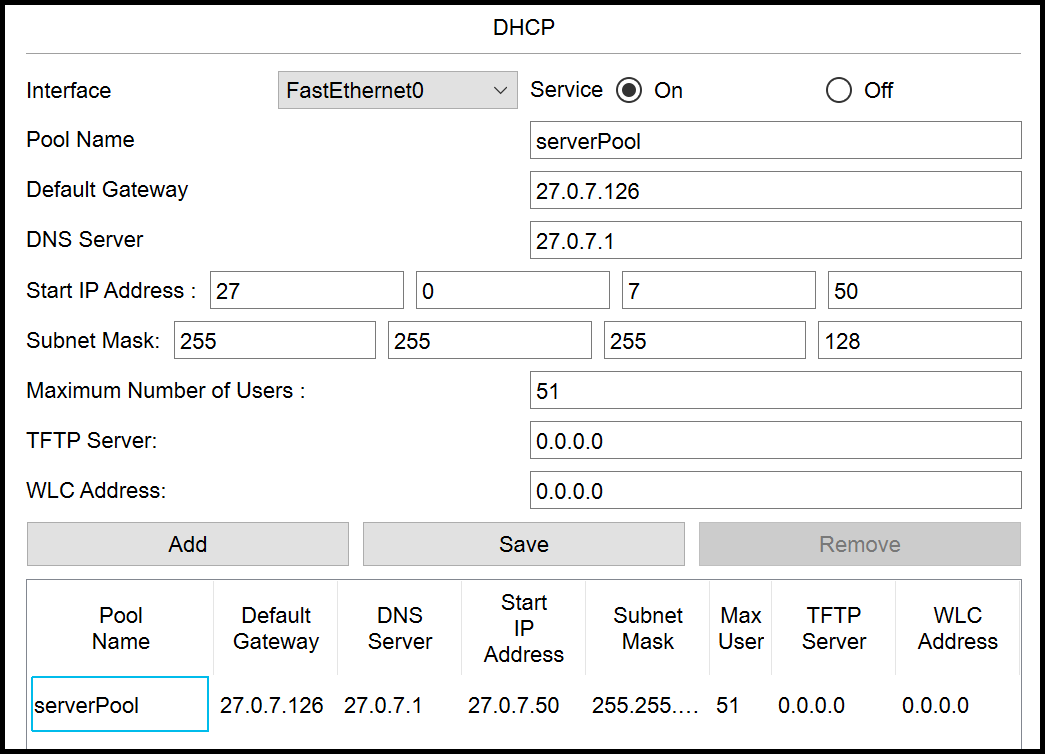 DHCP
Interface FastEthernet0 Service On Off
Pool Name serverPool
Default Gateway 27.0.7.126
DNS Server 27.0.7.1
Start IP Address : 27 0 7 50
Subnet Mask: 255 255 255 128
Maximum Number of Users : 51
TFTP Server: 0.0.0.0
WLC Address: 0.0.0.0
Add Save Remove
Pool Name Default Gateway DNS Server Start IP Address Subnet Mask Max User TFTP Server WLC Address
serverPool 27.0.7.126 27.0.7.1 27.0.7.50 255.255.... 51 0.0.0.0 0.0.0.0